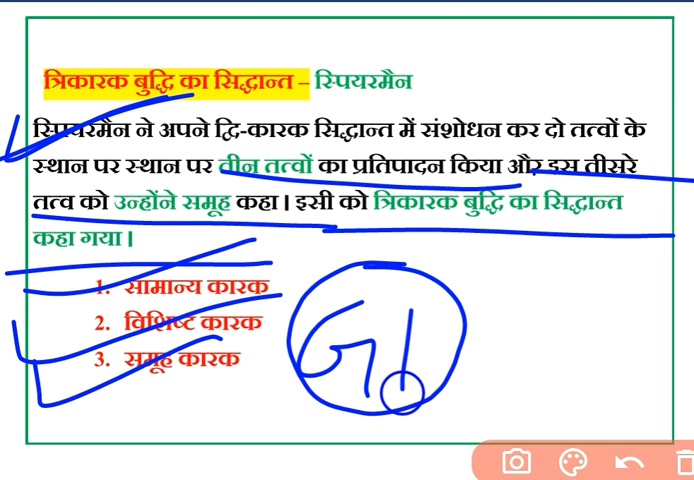 त्रिकारक बुद्धि का सिद्धान्त – स्पियरमैन
स्पियरमैन ने अपने द्वि-कारक सिद्धान्त में संशोधन कर दो तत्वों के
स्थान पर स्थान पर तीन तत्वों का प्रतिपादन किया और इस तीसरे
तत्व को उन्होंने समूह कहा। इसी को त्रिकारक बुद्धि का सिद्धान्त
कहा गया।
1. सामान्य कारक
2. विशिष्ट कारक
3. समूह कारक